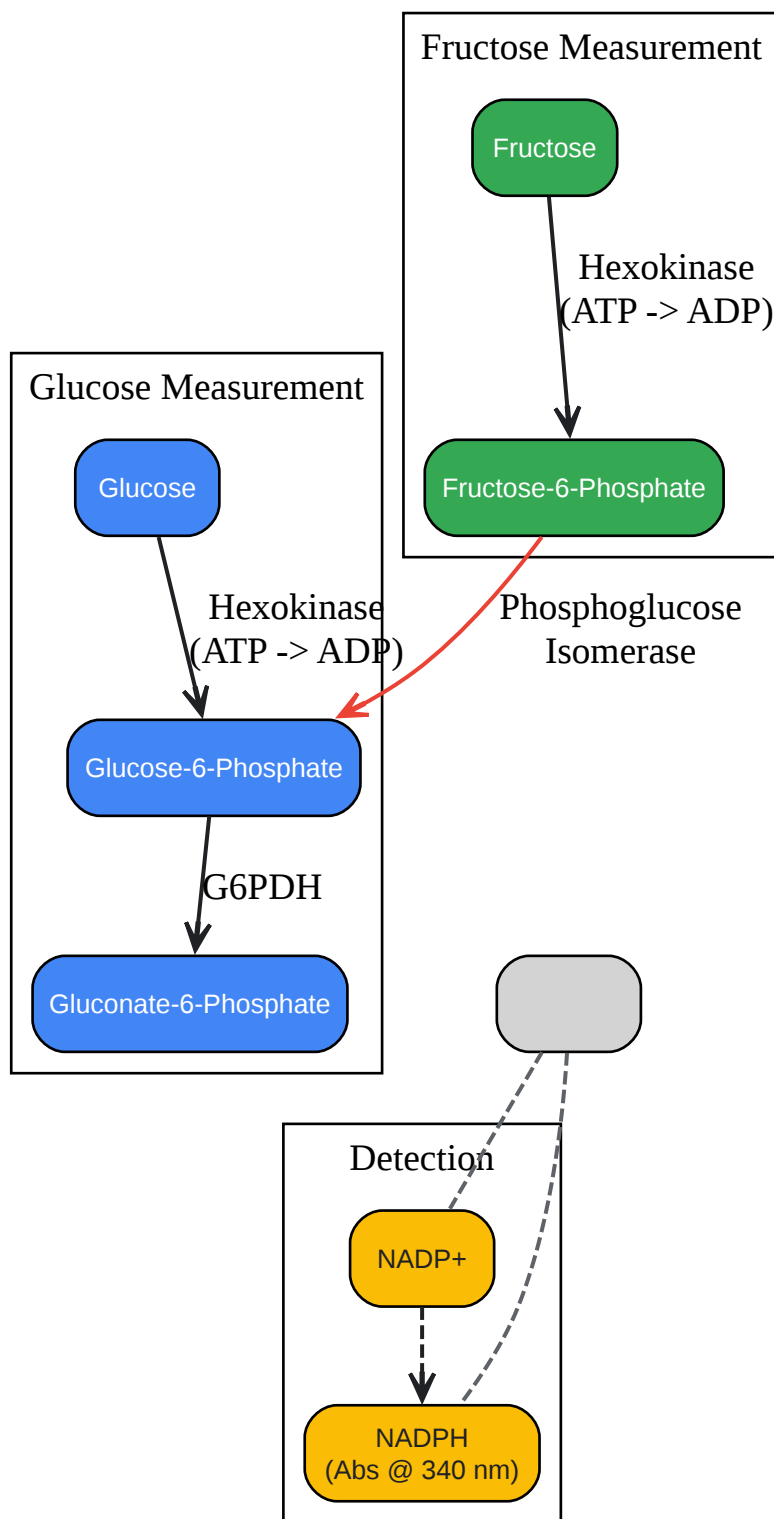 Fructose Measurement
Fructose
Hexokinase
(ATP -> ADP)
Fructose-6-Phosphate
Glucose Measurement
Glucose
Hexokinase
(ATP -> ADP)
Phosphoglucose
Isomerase
Glucose-6-Phosphate
G6PDH
Gluconate-6-Phosphate
Detection
NADP+
NADPH
(Abs @ 340 nm)